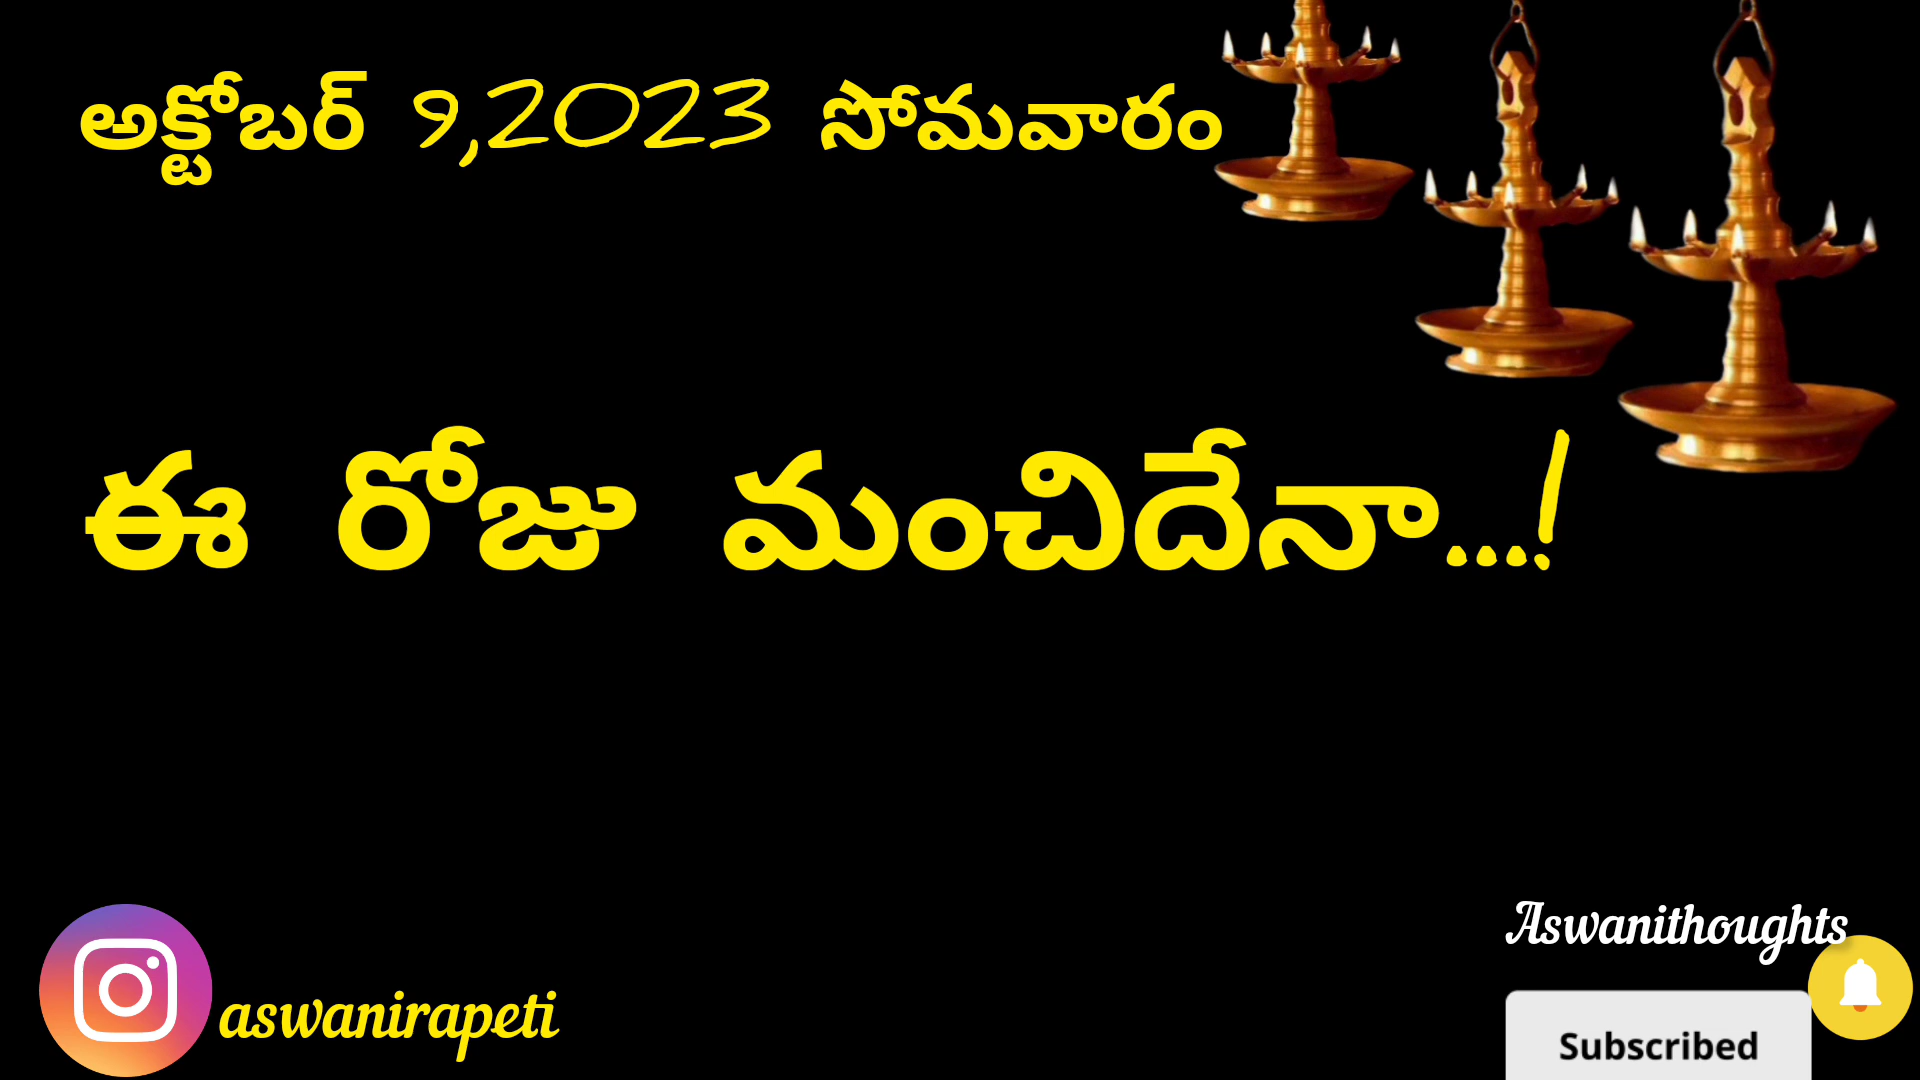 అక్టోబర్ 9,2023 సోమవారం
ఈ రోజు మంచిదేనా...!
Aswanithoughts
aswanirapeti
Subscribed